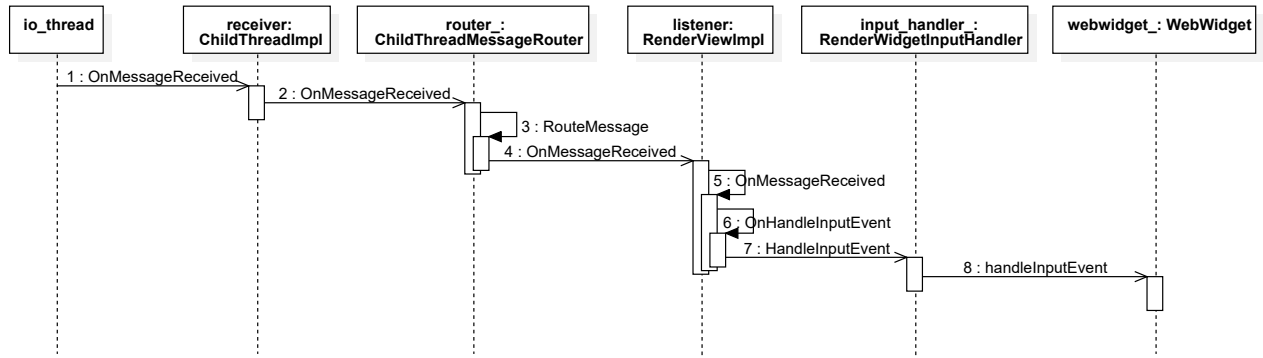 io_thread
receiver:
ChildThreadImpl
router_:
ChildThreadMessageRouter
listener:
RenderViewImpl
input_handler_:
RenderWidgetInputHandler
webwidget_: WebWidget
1 : OnMessageReceived
2 : OnMessageReceived
3 : RouteMessage
4 : OnMessageReceived
5 : OnMessageReceived
6 : OnHandleInputEvent
7 : HandleInputEvent
8 : handleInputEvent